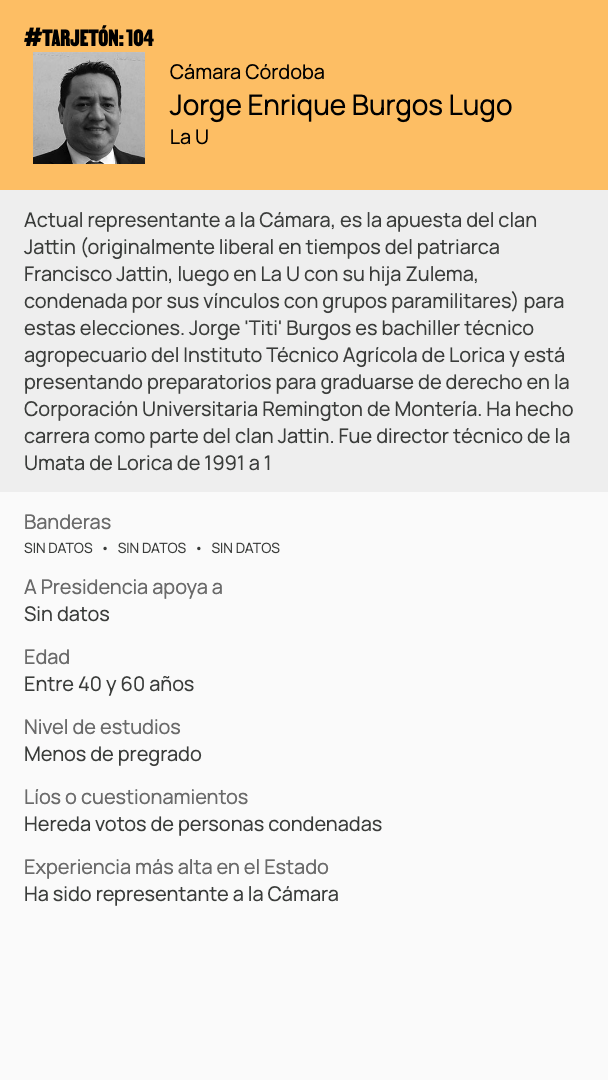 #TARJETÓN: 104
Cámara Córdoba
Jorge Enrique Burgos Lugo
La U
Actual representante a la Cámara, es la apuesta del clan
Jattin (originalmente liberal en tiempos del patriarca
Francisco Jattin, luego en La U con su hija Zulema,
condenada por sus vínculos con grupos paramilitares) para
estas elecciones. Jorge 'Titi' Burgos es bachiller técnico
agropecuario del Instituto Técnico Agrícola de Lorica y está
presentando preparatorios para graduarse de derecho en la
Corporación Universitaria Remington de Montería. Ha hecho
carrera como parte del clan Jattin. Fue director técnico de la
Umata de Lorica de 1991 a 1
Banderas
SIN DATOS • SIN DATOS • SIN DATOS
A Presidencia apoya a
Sin datos
Edad
Entre 40 y 60 años
Nivel de estudios
Menos de pregrado
Líos o cuestionamientos
Hereda votos de personas condenadas
Experiencia más alta en el Estado
Ha sido representante a la Cámara